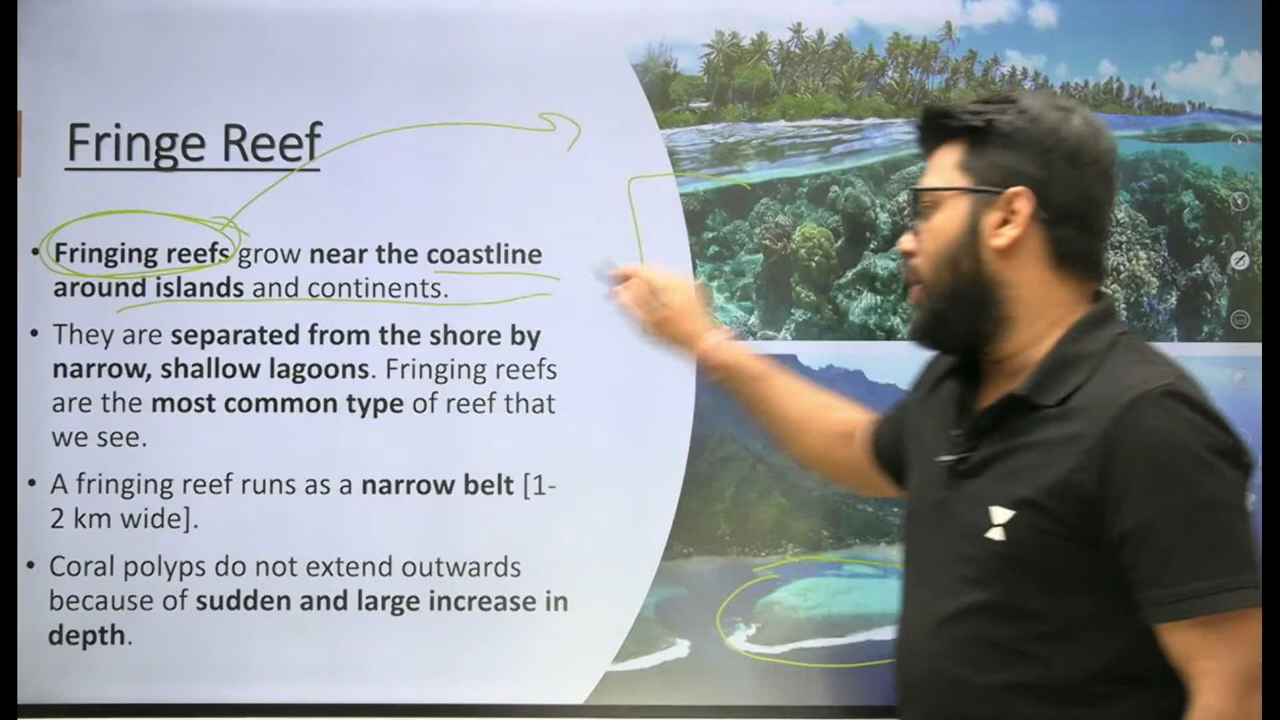 Fringe Reef
• Fringing reefs grow near the coastline
around islands and continents.
• They are separated from the shore by
narrow, shallow lagoons. Fringing reefs
are the most common type of reef that
we see.
• A fringing reef runs as a narrow belt [1-
2 km wide].
• Coral polyps do not extend outwards
because of sudden and large increase in
depth.